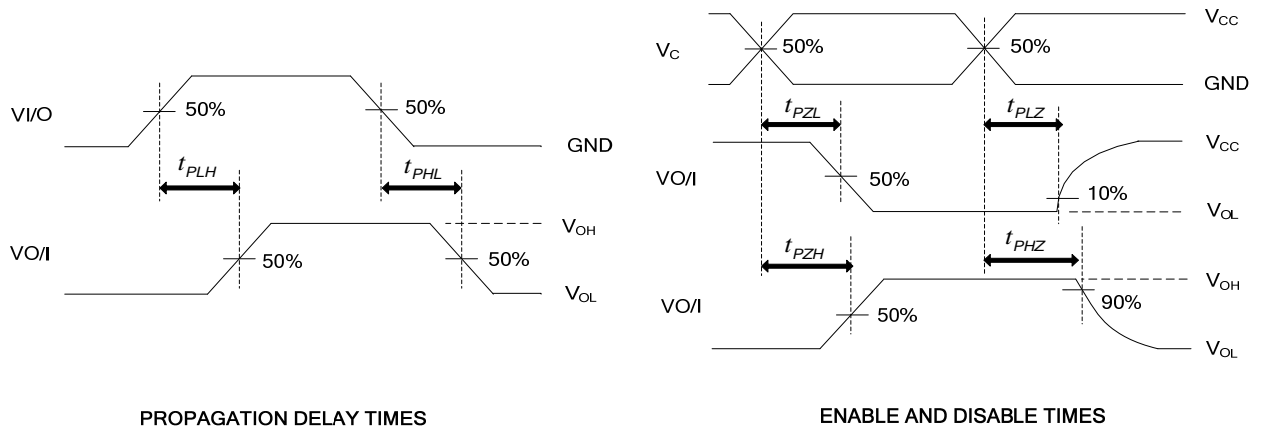 VI/O
50%
50%
GND
tPLH
tPHL
VO/I
50%
50%
VOH
VOL
PROPAGATION DELAY TIMES
VC
50%
50%
VCC
GND
tPZL
tPLZ
VO/I
50%
10%
VCC
VOL
tPZH
tPHZ
VO/I
50%
90%
VOH
VOL
ENABLE AND DISABLE TIMES